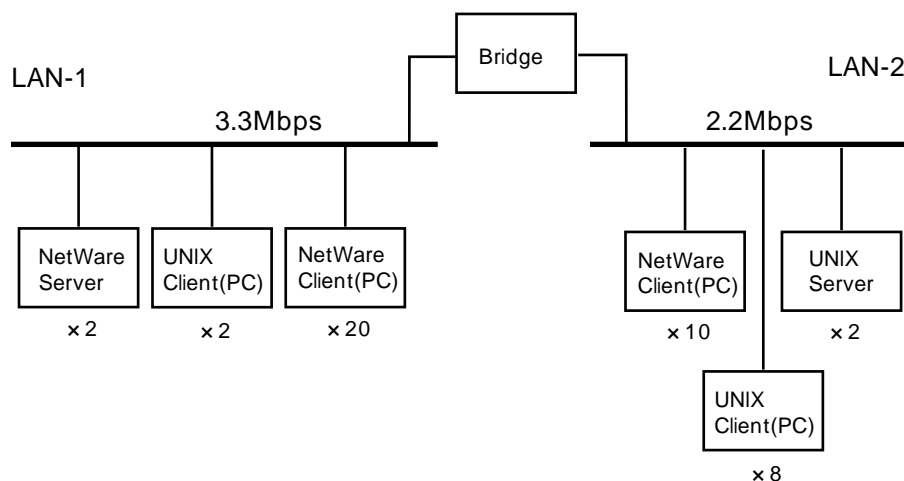 Bridge
LAN-1
LAN-2
3.3Mbps
2.2Mbps
NetWare
Server
×2
UNIX
Client(PC)
×2
NetWare
Client(PC)
×20
NetWare
Client(PC)
×10
UNIX
Server
×2
UNIX
Client(PC)
×8